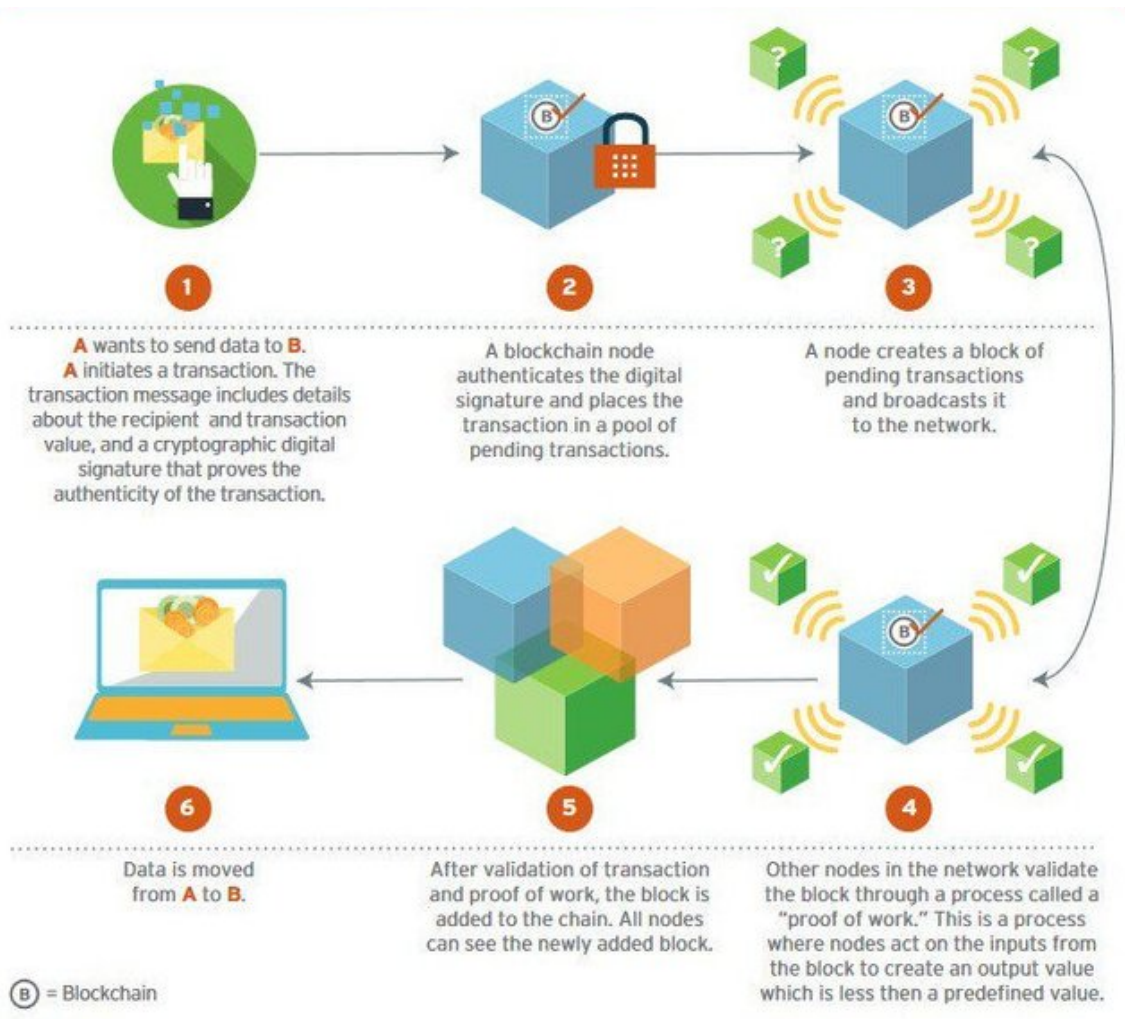 1
A wants to send data to B.
A initiates a transaction. The
transaction message includes details
about the recipient and transaction
value, and a cryptographic digital
signature that proves the
authenticity of the transaction.
B
2
A blockchain node
authenticates the digital
signature and places the
transaction in a pool of
pending transactions.
?
?
B
?
?
3
A node creates a block of
pending transactions
and broadcasts it
to the network.
B
4
Other nodes in the network validate
the block through a process called a
“proof of work.” This is a process
where nodes act on the inputs from
the block to create an output value
which is less then a predefined value.
5
After validation of transaction
and proof of work, the block is
added to the chain. All nodes
can see the newly added block.
6
Data is moved
from A to B.
B = Blockchain